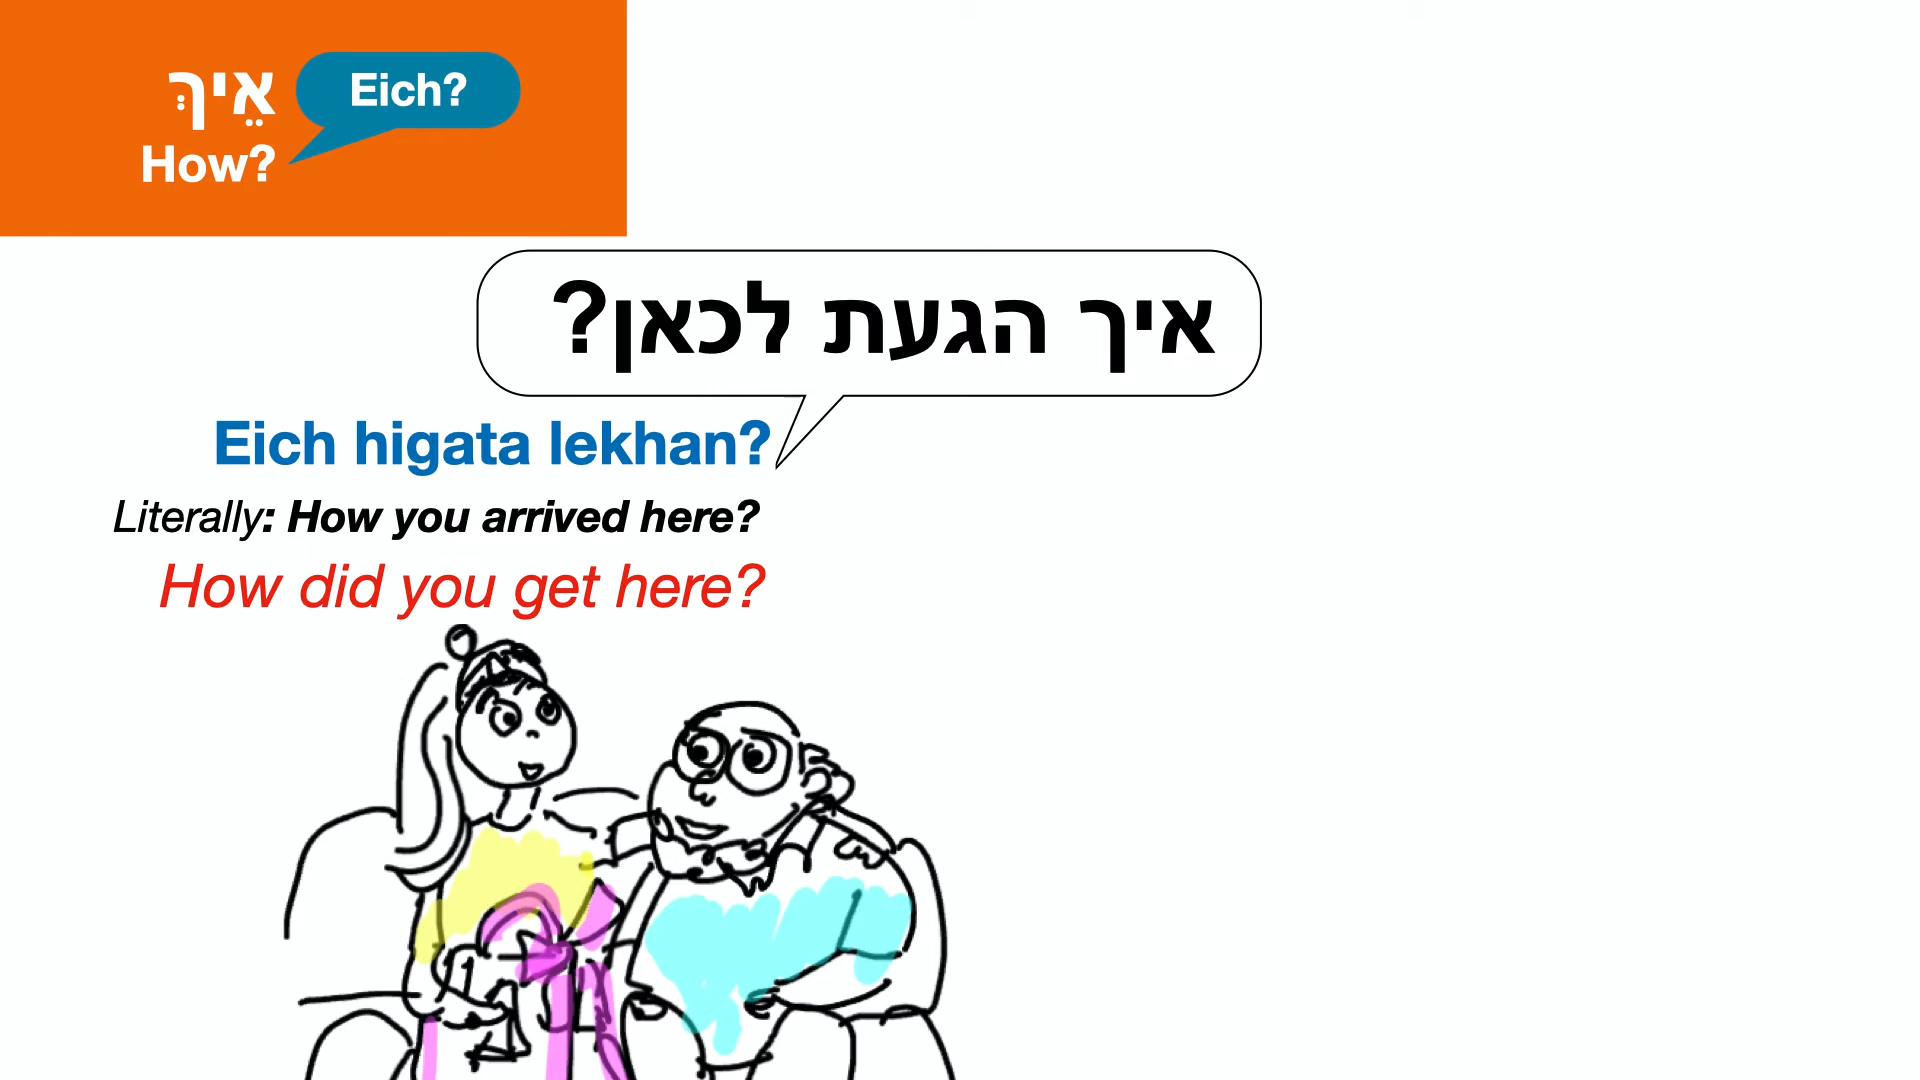 אֵיךְ
Eich?
How?
איך הגעת לכאן?
Eich higata lekhan?
Literally: How you arrived here?
How did you get here?